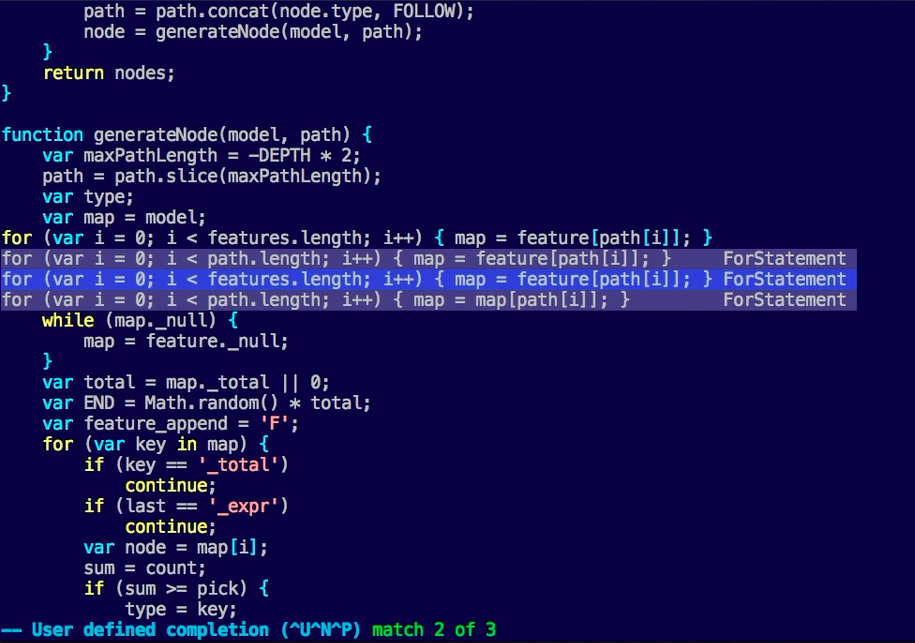 path = path.concat(node.type, FOLLOW);
        node = generateNode(model, path);
    }
    return nodes;
}

function generateNode(model, path) {
    var maxPathLength = -DEPTH * 2;
    path = path.slice(maxPathLength);
    var type;
    var map = model;
for (var i = 0; i < features.length; i++) { map = feature[path[i]]; }
for (var i = 0; i < path.length; i++) { map = feature[path[i]]; }     ForStatement
for (var i = 0; i < features.length; i++) { map = feature[path[i]]; } ForStatement
for (var i = 0; i < path.length; i++) { map = map[path[i]]; }         ForStatement
    while (map._null) {
        map = feature._null;
    }
    var total = map._total || 0;
    var END = Math.random() * total;
    var feature_append = 'F';
    for (var key in map) {
        if (key == '_total')
            continue;
        if (last == '_expr')
            continue;
        var node = map[i];
        sum = count;
        if (sum >= pick) {
            type = key;
-- User defined completion (^U^N^P) match 2 of 3